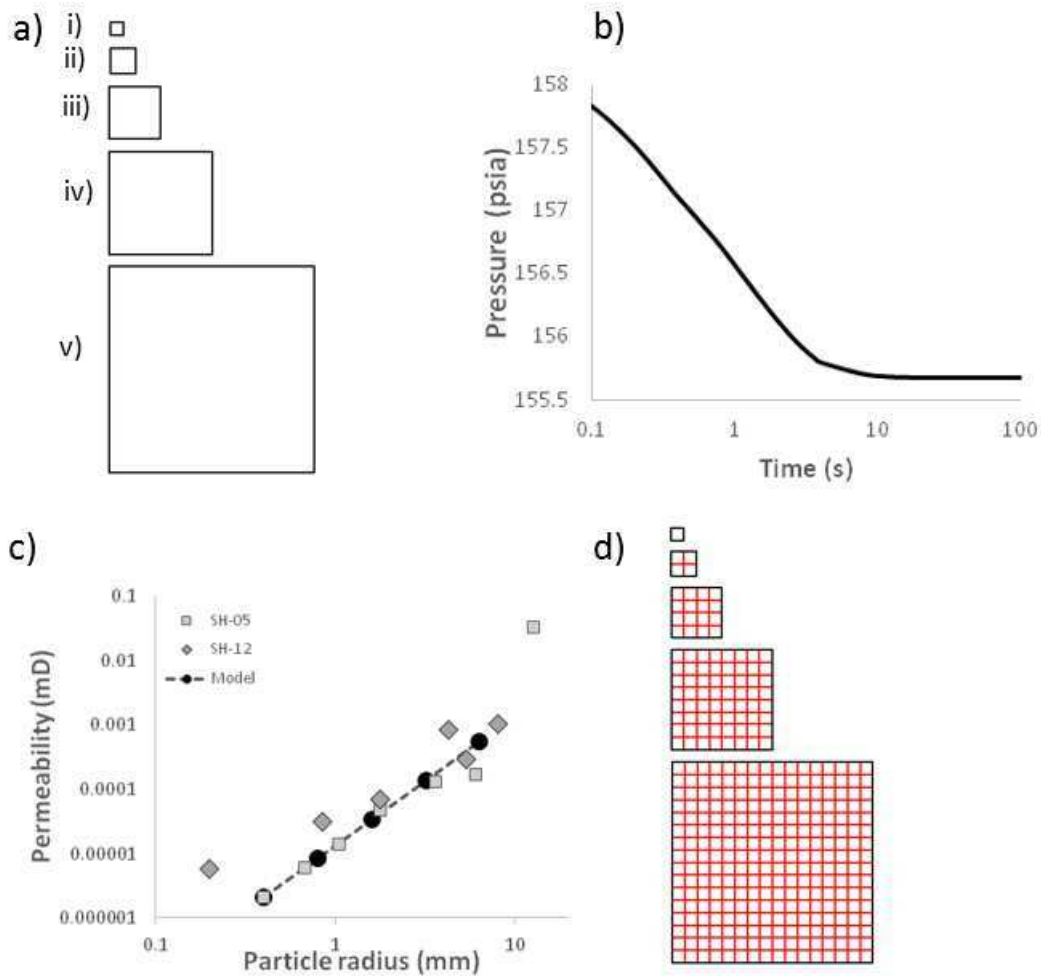 a)
i)
ii)
iii)
iv)
v)
b)
158
157.5
157
156.5
156
155.5
Pressure (psia)
0.1 1 10 100
Time (s)
c)
0.1
0.01
0.001
0.0001
0.00001
0.000001
Permeability (mD)
SH-05
SH-12
Model
0.1 1 10
Particle radius (mm)
d)